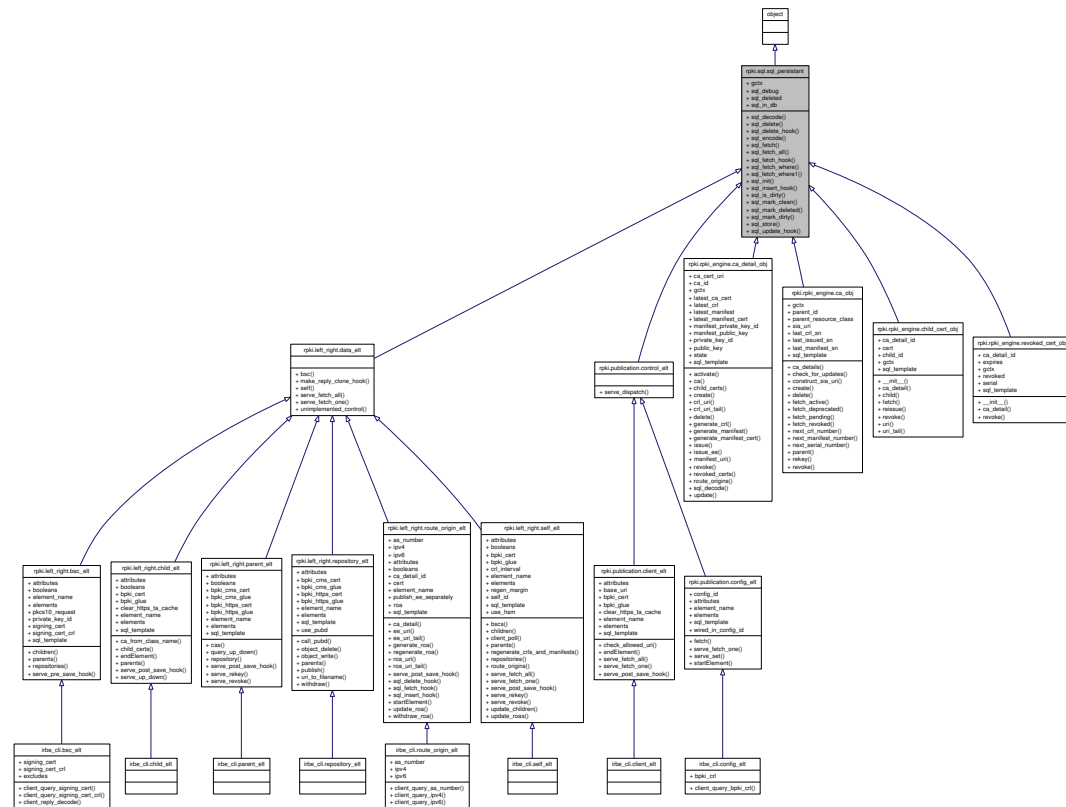 object
rpki.sql.sql_persistant
+ gctx
+ sql_debug
+ sql_deleted
+ sql_in_db
+ sql_decode()
+ sql_delete()
+ sql_delete_hook()
+ sql_encode()
+ sql_fetch()
+ sql_fetch_all()
+ sql_fetch_hook()
+ sql_fetch_where()
+ sql_fetch_where1()
+ sql_init()
+ sql_insert_hook()
+ sql_is_dirty()
+ sql_mark_clean()
+ sql_mark_deleted()
+ sql_mark_dirty()
+ sql_store()
+ sql_update_hook()
rpki.left_right.data_elt
+ bsc()
+ make_reply_clone_hook()
+ self()
+ serve_fetch_all()
+ serve_fetch_one()
+ unimplemented_control()
rpki.publication.control_elt
+ serve_dispatch()
rpki.rpki_engine.ca_detail_obj
+ ca_cert_uri
+ ca_id
+ gctx
+ latest_ca_cert
+ latest_crl
+ latest_manifest
+ latest_manifest_cert
+ manifest_private_key_id
+ manifest_public_key
+ private_key_id
+ public_key
+ state
+ sql_template
+ activate()
+ ca()
+ child_certs()
+ create()
+ crl_uri()
+ crl_uri_tail()
+ delete()
+ generate_crl()
+ generate_manifest()
+ generate_manifest_cert()
+ issue()
+ issue_ee()
+ manifest_uri()
+ revoke()
+ revoked_certs()
+ route_origins()
+ sql_decode()
+ update()
rpki.rpki_engine.ca_obj
+ gctx
+ parent_id
+ parent_resource_class
+ sia_uri
+ last_crl_sn
+ last_issued_sn
+ last_manifest_sn
+ sql_template
+ ca_details()
+ check_for_updates()
+ construct_sia_uri()
+ create()
+ delete()
+ fetch_active()
+ fetch_deprecated()
+ fetch_pending()
+ fetch_revoked()
+ next_crl_number()
+ next_manifest_number()
+ next_serial_number()
+ parent()
+ rekey()
+ revoke()
rpki.rpki_engine.child_cert_obj
+ ca_detail_id
+ cert
+ child_id
+ gctx
+ sql_template
+ __init__()
+ ca_detail()
+ child()
+ fetch()
+ reissue()
+ revoke()
+ uri()
+ uri_tail()
rpki.rpki_engine.revoked_cert_obj
+ ca_detail_id
+ expires
+ gctx
+ revoked
+ serial
+ sql_template
+ __init__()
+ ca_detail()
+ revoke()
rpki.left_right.bsc_elt
+ attributes
+ booleans
+ element_name
+ elements
+ pkcs10_request
+ private_key_id
+ signing_cert
+ signing_cert_crl
+ sql_template
+ children()
+ parents()
+ repositories()
+ serve_pre_save_hook()
rpki.left_right.child_elt
+ attributes
+ booleans
+ bpki_cert
+ bpki_glue
+ clear_https_ta_cache
+ element_name
+ elements
+ sql_template
+ ca_from_class_name()
+ child_certs()
+ endElement()
+ parents()
+ serve_post_save_hook()
+ serve_up_down()
rpki.left_right.parent_elt
+ attributes
+ booleans
+ bpki_cms_cert
+ bpki_cms_glue
+ bpki_https_cert
+ bpki_https_glue
+ element_name
+ elements
+ sql_template
+ cas()
+ query_up_down()
+ repository()
+ serve_post_save_hook()
+ serve_rekey()
+ serve_revoke()
rpki.left_right.repository_elt
+ attributes
+ bpki_cms_cert
+ bpki_cms_glue
+ bpki_https_cert
+ bpki_https_glue
+ element_name
+ elements
+ sql_template
+ use_pubd
+ call_pubd()
+ object_delete()
+ object_write()
+ parents()
+ publish()
+ uri_to_filename()
+ withdraw()
rpki.left_right.route_origin_elt
+ as_number
+ ipv4
+ ipv6
+ attributes
+ booleans
+ ca_detail_id
+ cert
+ element_name
+ publish_ee_separately
+ roa
+ sql_template
+ ca_detail()
+ ee_uri()
+ ee_uri_tail()
+ generate_roa()
+ regenerate_roa()
+ roa_uri()
+ roa_uri_tail()
+ serve_post_save_hook()
+ sql_delete_hook()
+ sql_fetch_hook()
+ sql_insert_hook()
+ startElement()
+ update_roa()
+ withdraw_roa()
rpki.left_right.self_elt
+ attributes
+ booleans
+ bpki_cert
+ bpki_glue
+ crl_interval
+ element_name
+ elements
+ regen_margin
+ self_id
+ sql_template
+ use_hsm
+ bscs()
+ children()
+ client_poll()
+ parents()
+ regenerate_crls_and_manifests()
+ repositories()
+ route_origins()
+ serve_fetch_all()
+ serve_fetch_one()
+ serve_post_save_hook()
+ serve_rekey()
+ serve_revoke()
+ update_children()
+ update_roas()
rpki.publication.client_elt
+ attributes
+ base_uri
+ bpki_cert
+ bpki_glue
+ clear_https_ta_cache
+ element_name
+ elements
+ sql_template
+ check_allowed_uri()
+ endElement()
+ serve_fetch_all()
+ serve_fetch_one()
+ serve_post_save_hook()
rpki.publication.config_elt
+ config_id
+ attributes
+ element_name
+ elements
+ sql_template
+ wired_in_config_id
+ fetch()
+ serve_fetch_one()
+ serve_set()
+ startElement()
irbe_cli.bsc_elt
+ signing_cert
+ signing_cert_crl
+ excludes
+ client_query_signing_cert()
+ client_query_signing_cert_crl()
+ client_reply_decode()
irbe_cli.child_elt
irbe_cli.parent_elt
irbe_cli.repository_elt
irbe_cli.route_origin_elt
+ as_number
+ ipv4
+ ipv6
+ client_query_as_number()
+ client_query_ipv4()
+ client_query_ipv6()
irbe_cli.self_elt
irbe_cli.client_elt
irbe_cli.config_elt
+ bpki_crl
+ client_query_bpki_crl()